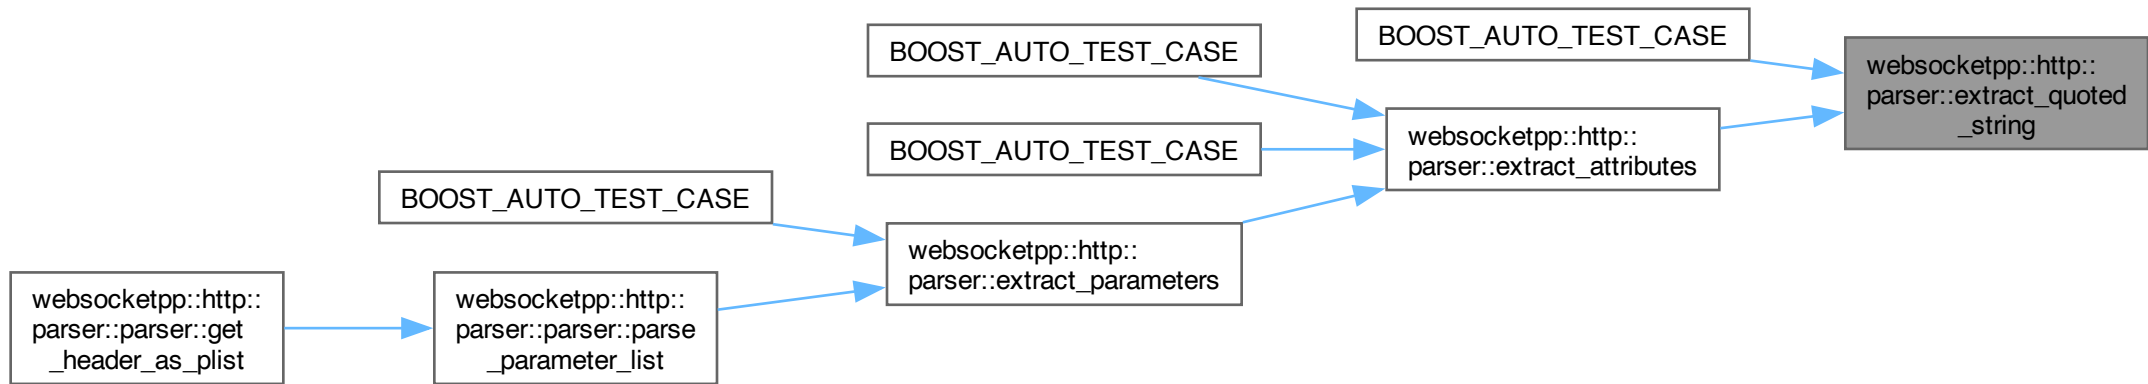 BOOST_AUTO_TEST_CASE
BOOST_AUTO_TEST_CASE
websocketpp::http::
parser::extract_quoted
_string
websocketpp::http::
parser::extract_attributes
BOOST_AUTO_TEST_CASE
BOOST_AUTO_TEST_CASE
websocketpp::http::
parser::extract_parameters
websocketpp::http::
parser::parser::get
_header_as_plist
websocketpp::http::
parser::parser::parse
_parameter_list